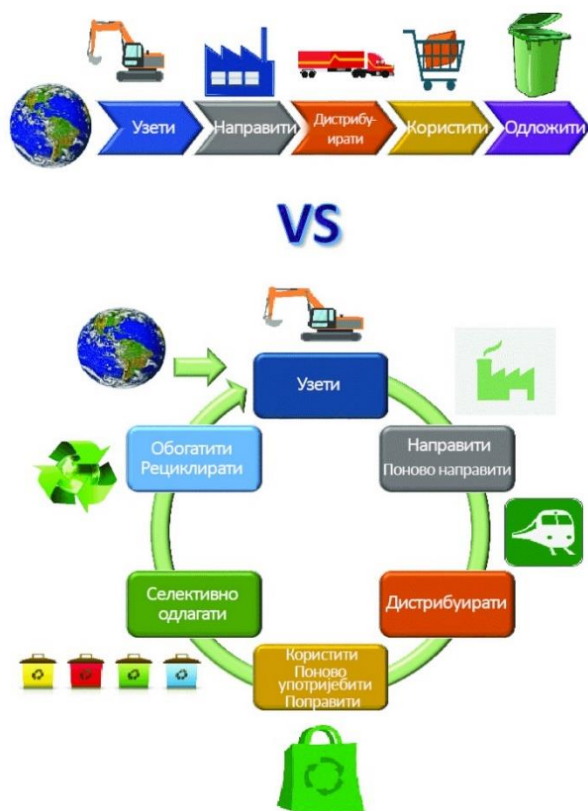 Узети
Направити
Дистрибу-
ирати
Користити
Одложити
VS
Узети
Направити
Поново направити
Дистрибуирати
Користити
Поново
употријебити
Поправити
Селективно
одлагати
Обогатити
Рециклирати